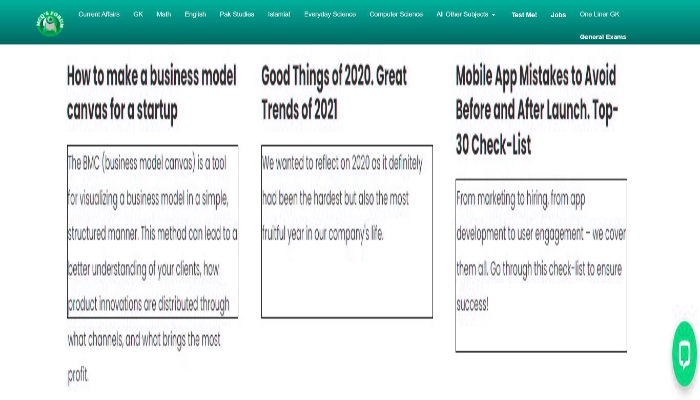 Current Affairs GK Math English Pak Studies Islamiat Everyday Science Computer Science All Other Subjects Test Me! Jobs One Liner GK
General Exams
How to make a business model
canvas for a startup
The BMC (business model canvas) is a tool
for visualizing a business model in a simple,
structured manner. This method can lead to a
better understanding of your clients, how
product innovations are distributed through
what channels, and what brings the most
profit.
Good Things of 2020. Great
Trends of 2021
We wanted to reflect on 2020 as it definitely
had been the hardest but also the most
fruitful year in our company's life.
Mobile App Mistakes to Avoid
Before and After Launch. Top-
30 Check-List
From marketing to hiring, from app
development to user engagement – we cover
them all. Go through this check-list to ensure
success!